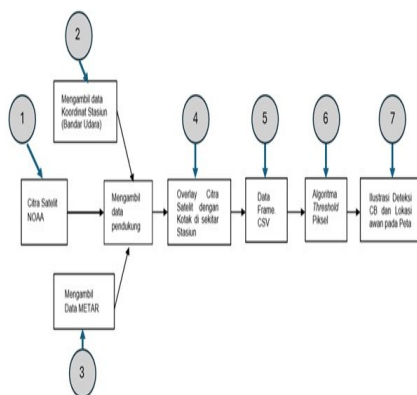 2
Mengambil data
Koordinat Stasiun
(Bandar Udara)
1
4
5
6
7
Citra Satelit
NOAA
Mengambil
data
pendukung
Overlay Citra
Satelit dengan
Kotak di sekitar
Stasiun
Data
Frame.
CSV
Algoritma
Threshold
Piksel
Ilustrasi Deteksi
CB dan Lokasi
awan pada Peta
Mengambil
Data METAR
3